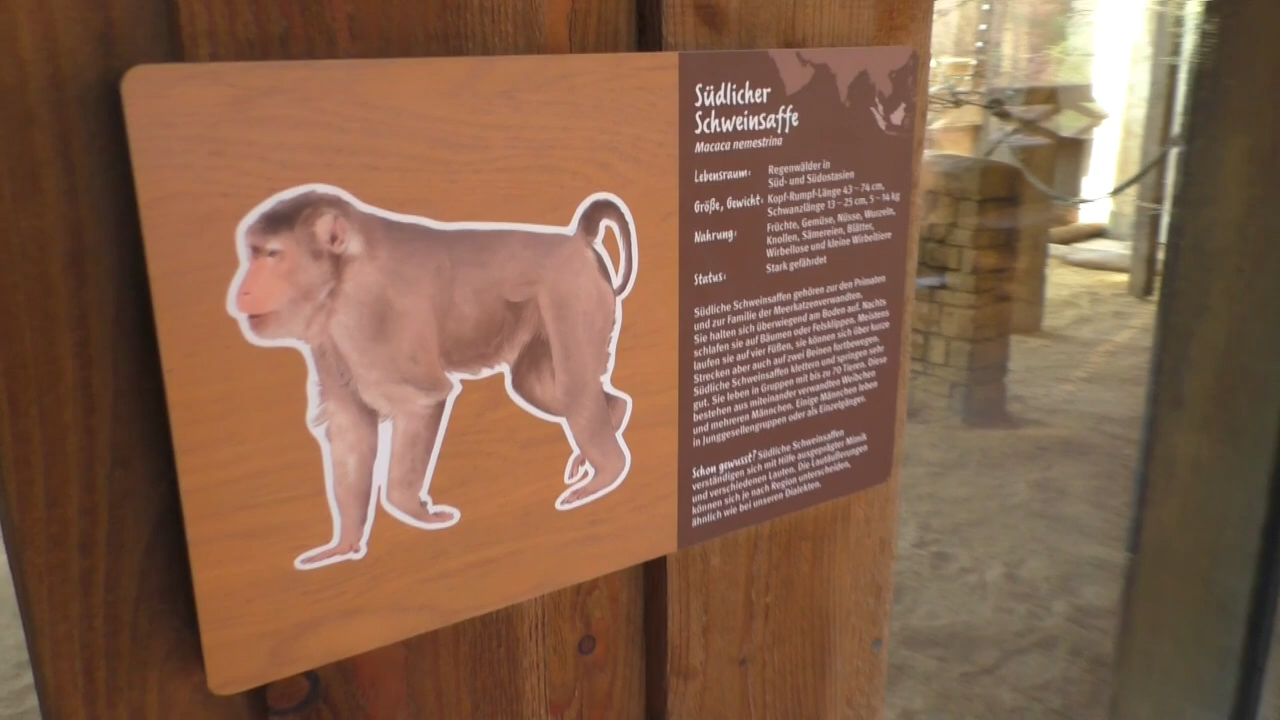 Südlicher
Schweinsaffe
Macaca nemestrina
Lebensraum: Regenwälder in
Süd- und Südostasien
Größe, Gewicht: Kopf-Rumpf-Länge 43 – 74 cm,
Schwanzlänge 13 – 25 cm, 5 – 14 kg
Nahrung: Früchte, Gemüse, Nüsse, Wurzeln,
Knollen, Sämereien, Blätter,
Wirbellose und kleine Wirbeltiere
Status: Stark gefährdet
Südliche Schweinsaffen gehören zur den Primaten
und zur Familie der Meerkatzenverwandten.
Sie halten sich überwiegend am Boden auf. Nachts
schlafen sie auf Bäumen oder Felsklippen. Meistens
laufen sie auf vier Füßen, sie können sich über kurze
Strecken aber auch auf zwei Beinen fortbewegen.
Südliche Schweinsaffen klettern und springen sehr
gut. Sie leben in Gruppen mit bis zu 70 Tieren. Diese
bestehen aus miteinander verwandten Weibchen
und mehreren Männchen. Einige Männchen leben
in Junggesellengruppen oder als Einzelgänger.
Schon gewusst? Südliche Schweinsaffen
verständigen sich mit Hilfe ausgeprägter Mimik
und verschiedenen Lauten. Die Lautäußerungen
können sich je nach Region unterscheiden,
ähnlich wie bei unseren Dialekten.